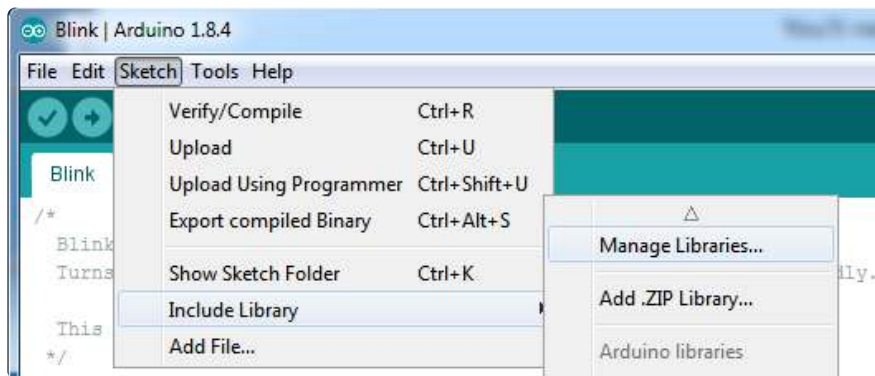 Blink | Arduino 1.8.4
File Edit Sketch Tools Help
Verify/Compile Ctrl+R
Upload Ctrl+U
Upload Using Programmer Ctrl+Shift+U
Export compiled Binary Ctrl+Alt+S
Show Sketch Folder Ctrl+K
Include Library
Add File...
Manage Libraries...
Add .ZIP Library...
Arduino libraries
Blink
/*
Blink
Turns
This
*/